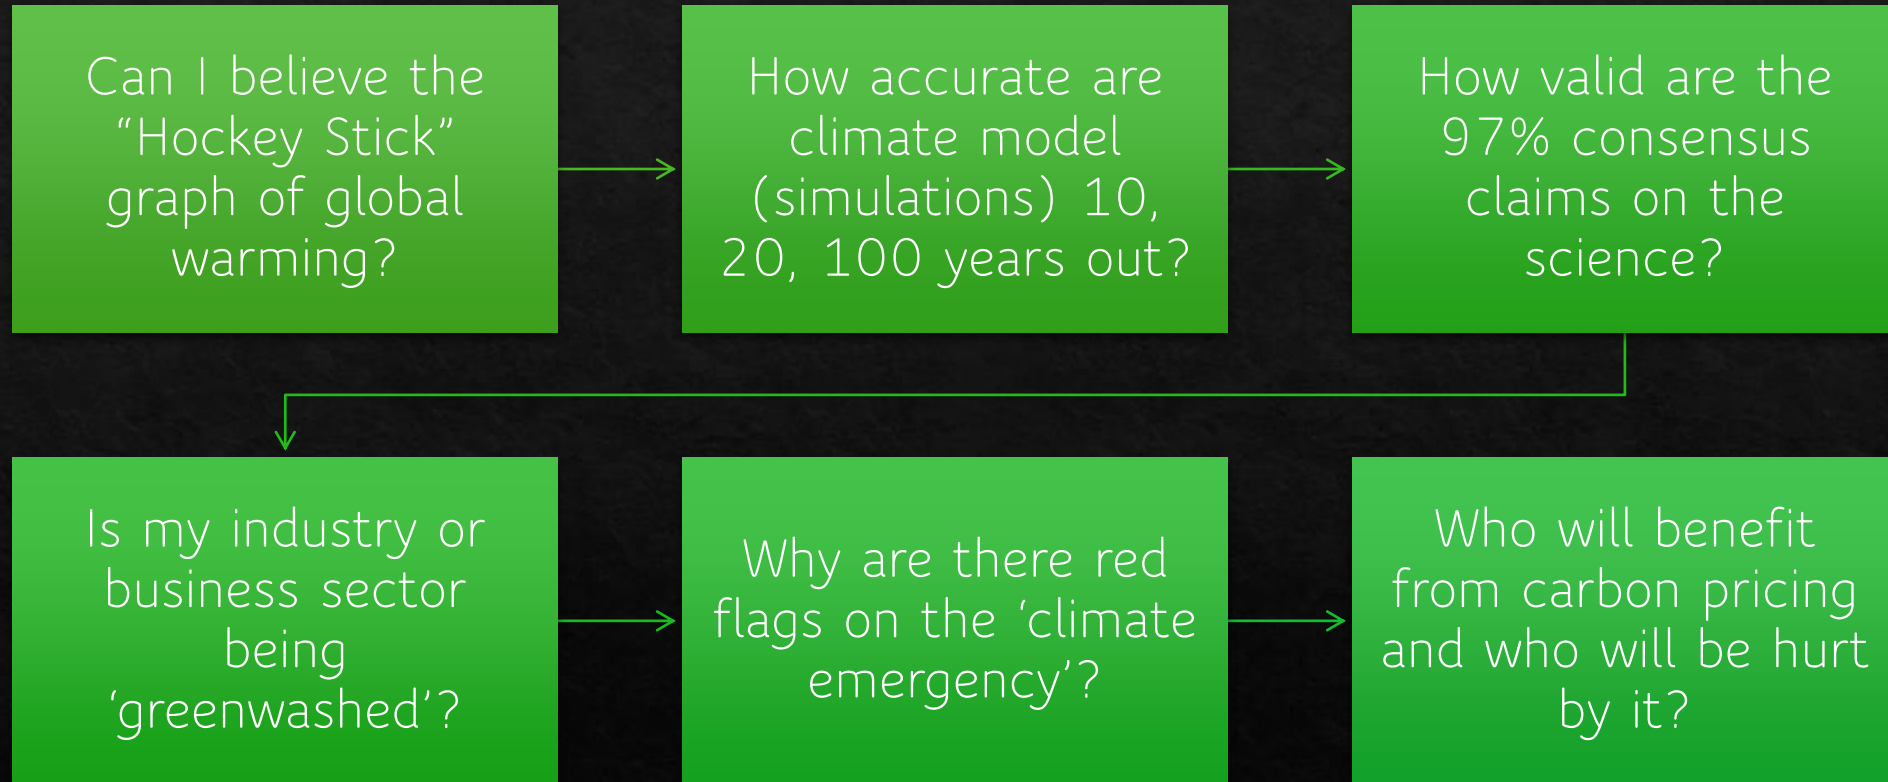 Can I believe the
“Hockey Stick”
graph of global
warming?
How accurate are
climate model
(simulations) 10,
20, 100 years out?
How valid are the
97% consensus
claims on the
science?
Is my industry or
business sector
being
‘greenwashed’?
Why are there red
flags on the ‘climate
emergency’?
Who will benefit
from carbon pricing
and who will be hurt
by it?